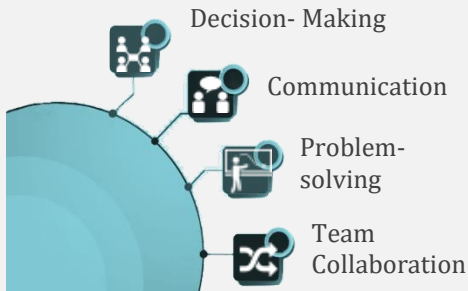 Decision- Making
Communication
Problem-
solving
Team
Collaboration